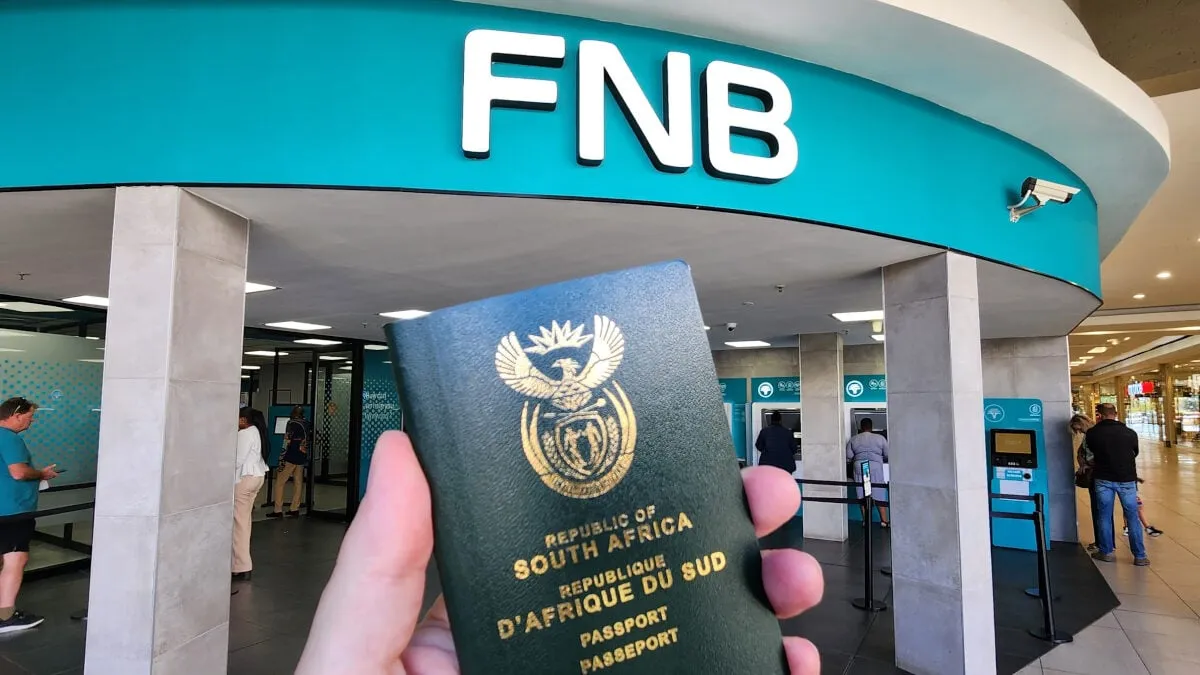 FNB
REPUBLIC OF
SOUTH AFRICA
REPUBLIQUE
D'AFRIQUE DU SUD
PASSPORT
PASSEPORT